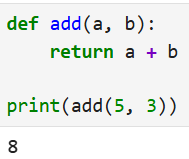 def add(a, b):
    return a + b
print(add(5, 3))
8